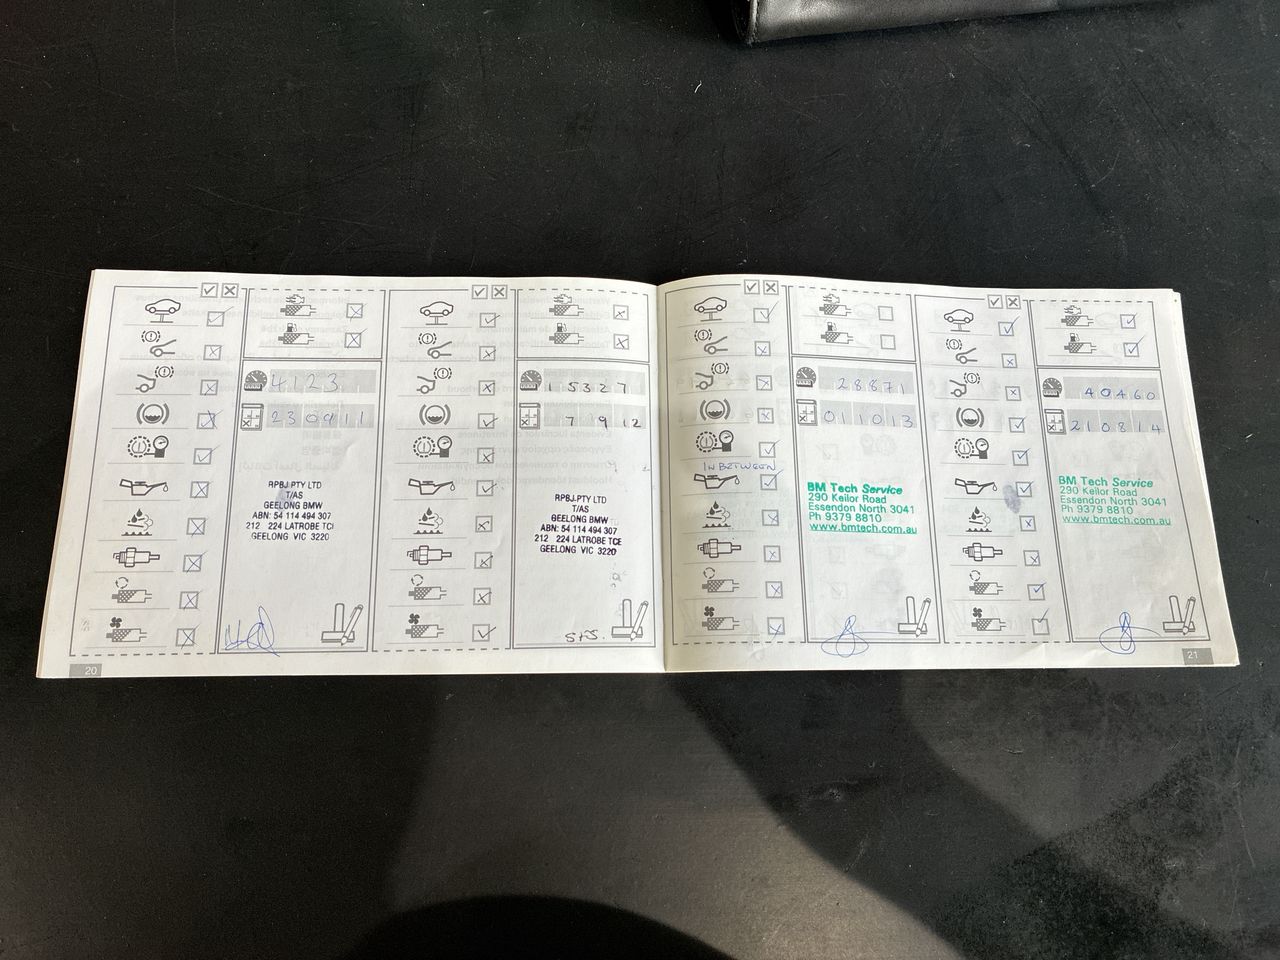 4123
230911
RPBJ PTY LTD
T/AS
GEELONG BMW
ABN: 54 114 494 307
212 224 LATROBE TCE
GEELONG VIC 3220
20
15327
7 9 12
RPBJ PTY LTD
T/AS
GEELONG BMW
ABN: 54 114 494 307
212 224 LATROBE TCE
GEELONG VIC 3220
IN BETWEEN
28871
011013
BM Tech Service
290 Keilor Road
Essendon North 3041
Ph 9379 8810
www.bmtech.com.au
40460
210814
BM Tech Service
290 Keilor Road
Essendon North 3041
Ph 9379 8810
www.bmtech.com.au
21